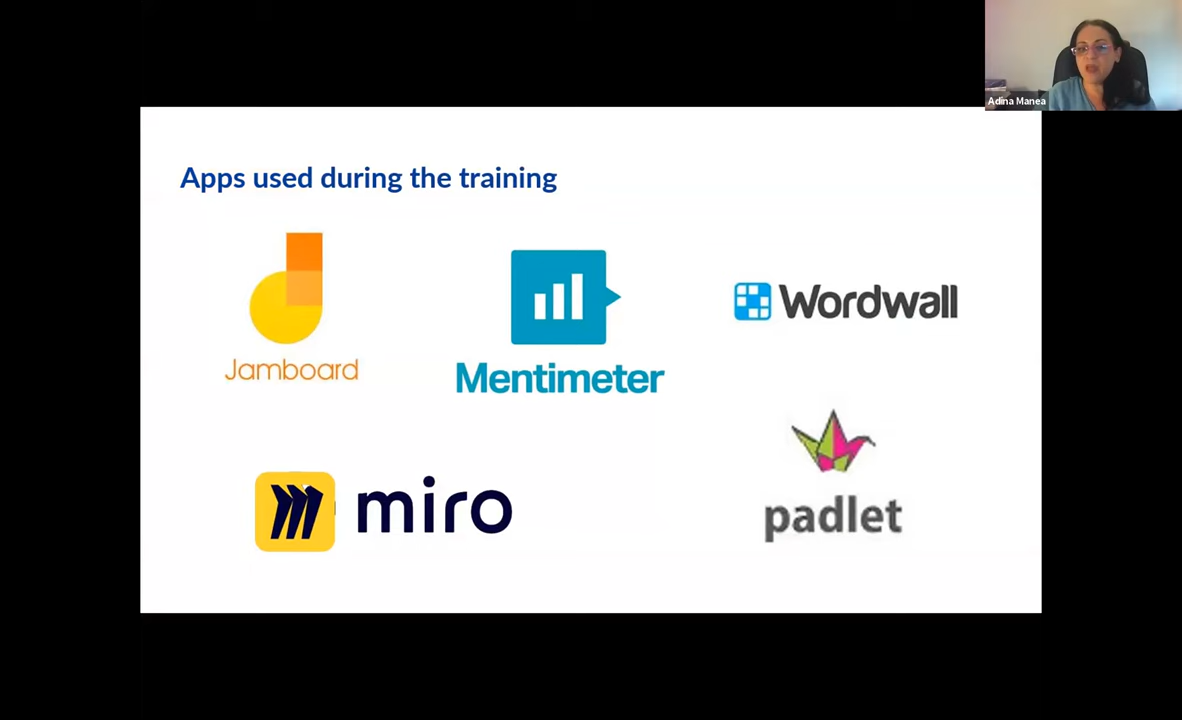 Adina Manea
Apps used during the training
Jamboard
Mentimeter
Wordwall
miro
padlet